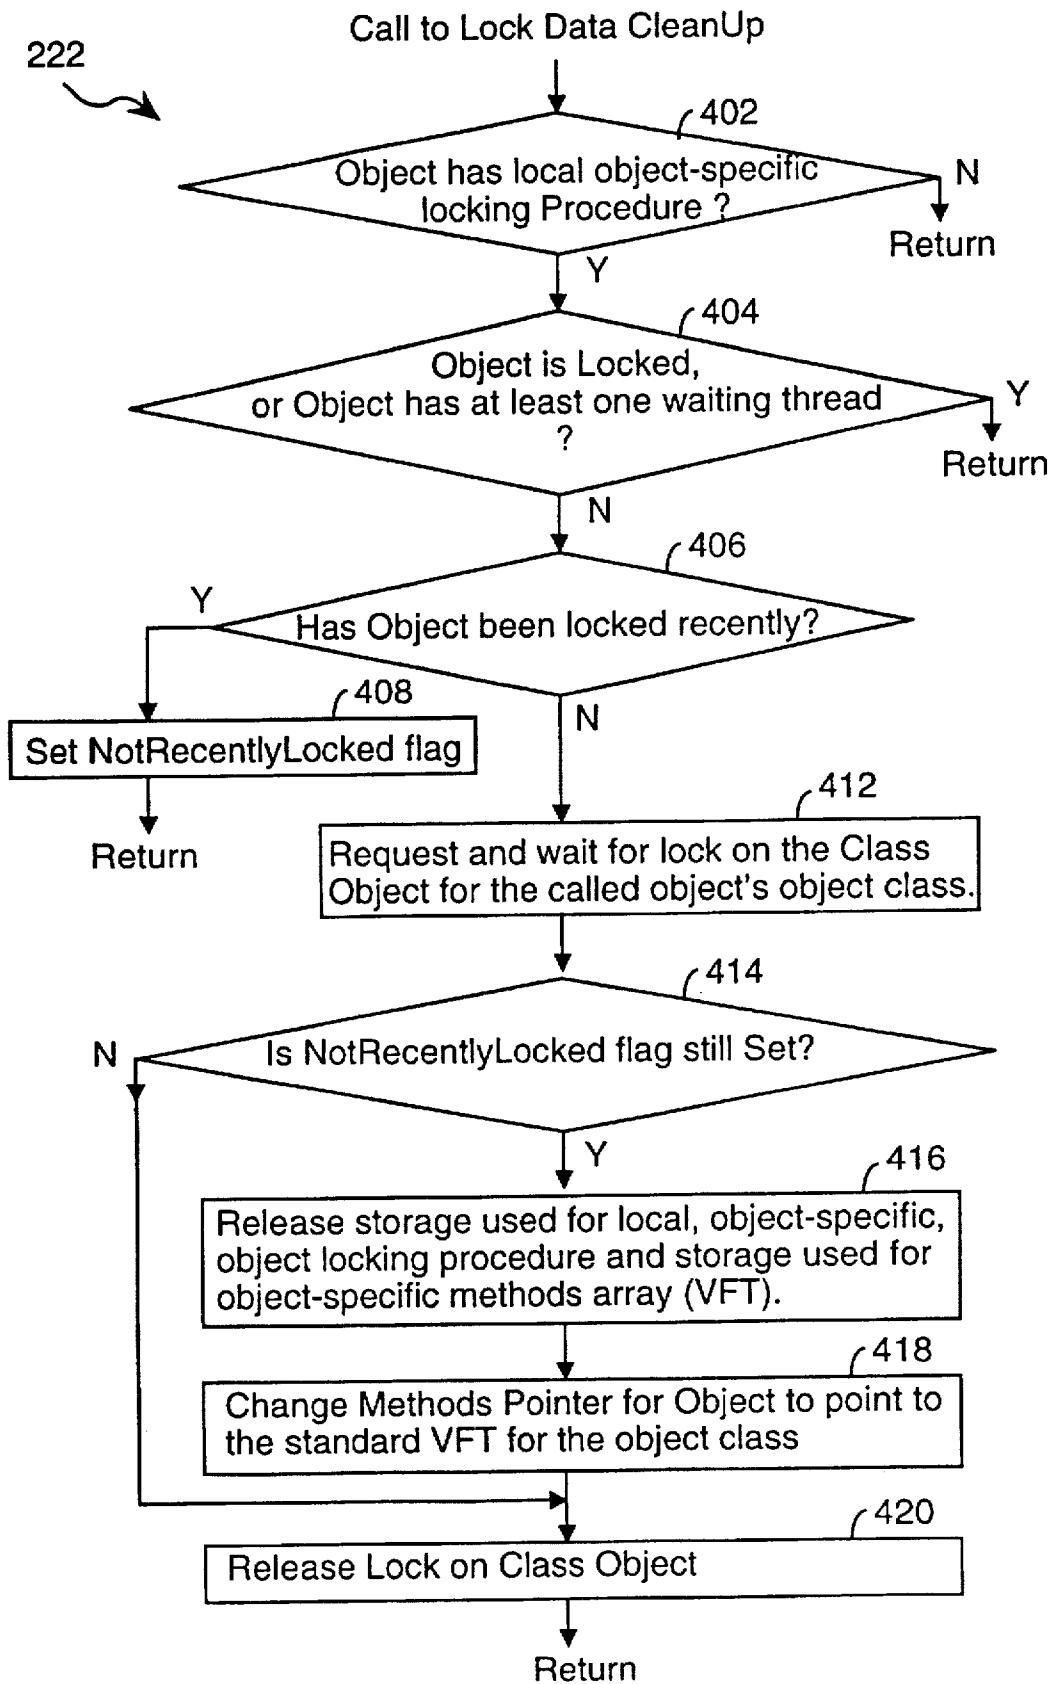 Call to Lock Data CleanUp
222
402
Object has local object-specific
locking Procedure ?
N
Return
Y
404
Object is Locked,
or Object has at least one waiting thread
?
Y
Return
N
406
Has Object been locked recently?
Y
408
Set NotRecentlyLocked flag
Return
N
412
Request and wait for lock on the Class
Object for the called object's object class.
414
Is NotRecentlyLocked flag still Set?
N
Y
416
Release storage used for local, object-specific,
object locking procedure and storage used for
object-specific methods array (VFT).
418
Change Methods Pointer for Object to point to
the standard VFT for the object class
420
Release Lock on Class Object
Return